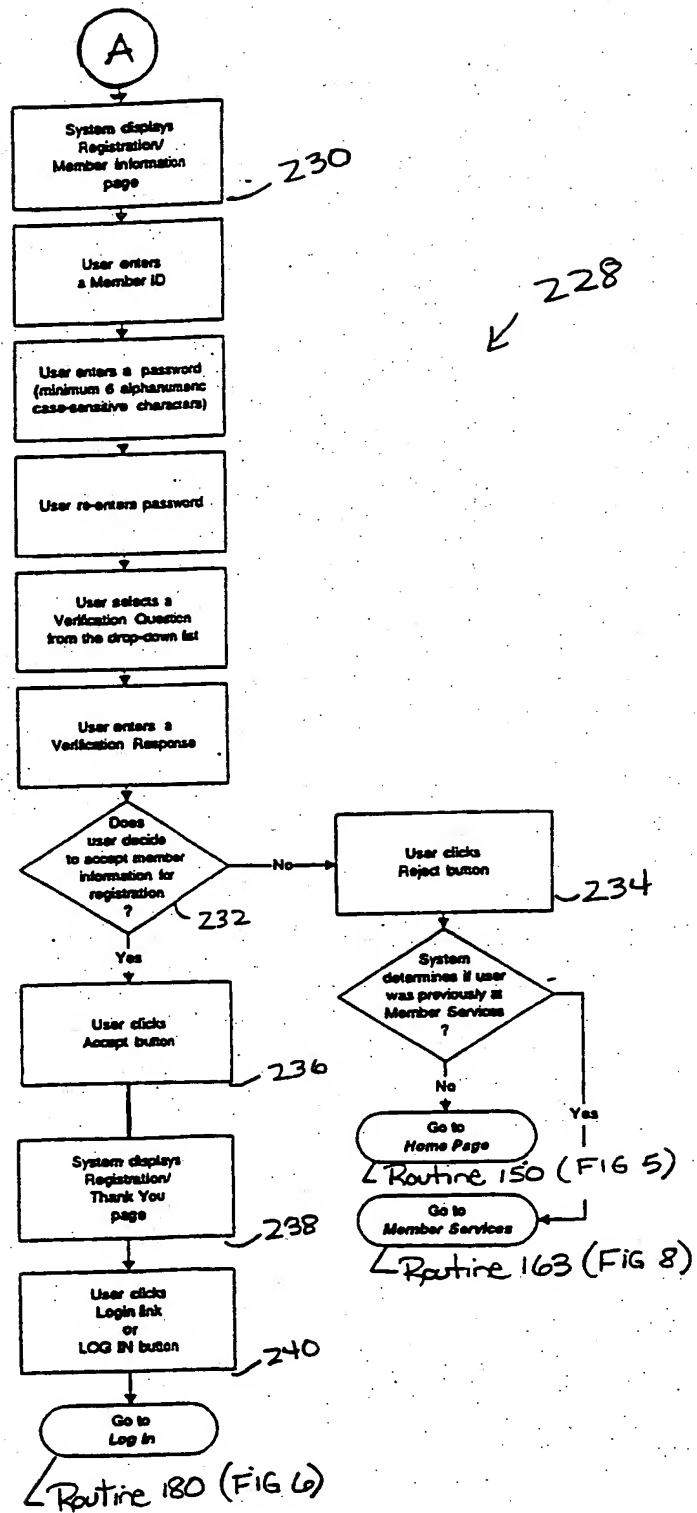 A
System displays
Registration/
Member Information
page
230
User enters
a Member ID
228
User enters a password
(minimum 6 alphanumeric
case-sensitive characters)
User re-enters password
User selects a
Verification Question
from the drop-down list
User enters a
Verification Response
Does
user decide
to accept member
information for
registration
?
232
No
User clicks
Reject button
234
Yes
System
determines if user
was previously at
Member Services
?
User clicks
Accept button
236
No
Yes
Go to
Home Page
Routine 150 (FIG 5)
System displays
Registration/
Thank You
page
238
Go to
Member Services
Routine 163 (FIG 8)
User clicks
Login link
or
LOG IN button
240
Go to
Log In
Routine 180 (FIG 6)